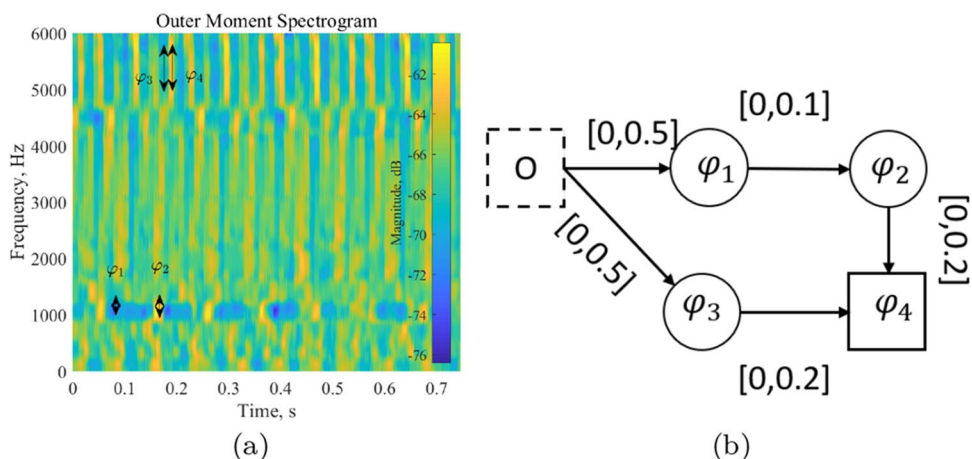 Outer Moment Spectrogram
6000
5000
4000
3000
2000
1000
0
Frequency, Hz
0 0.1 0.2 0.3 0.4 0.5 0.6 0.7
Time, s
φ3 φ4
φ1 φ2
-62
-64
-66
-68
-70
-72
-74
-76
Magnitude, dB
(a)
[0,0.1]
[0,0.5]
O φ1 φ2
[0,0.5] [0,0.2]
φ3 φ4
[0,0.2]
(b)